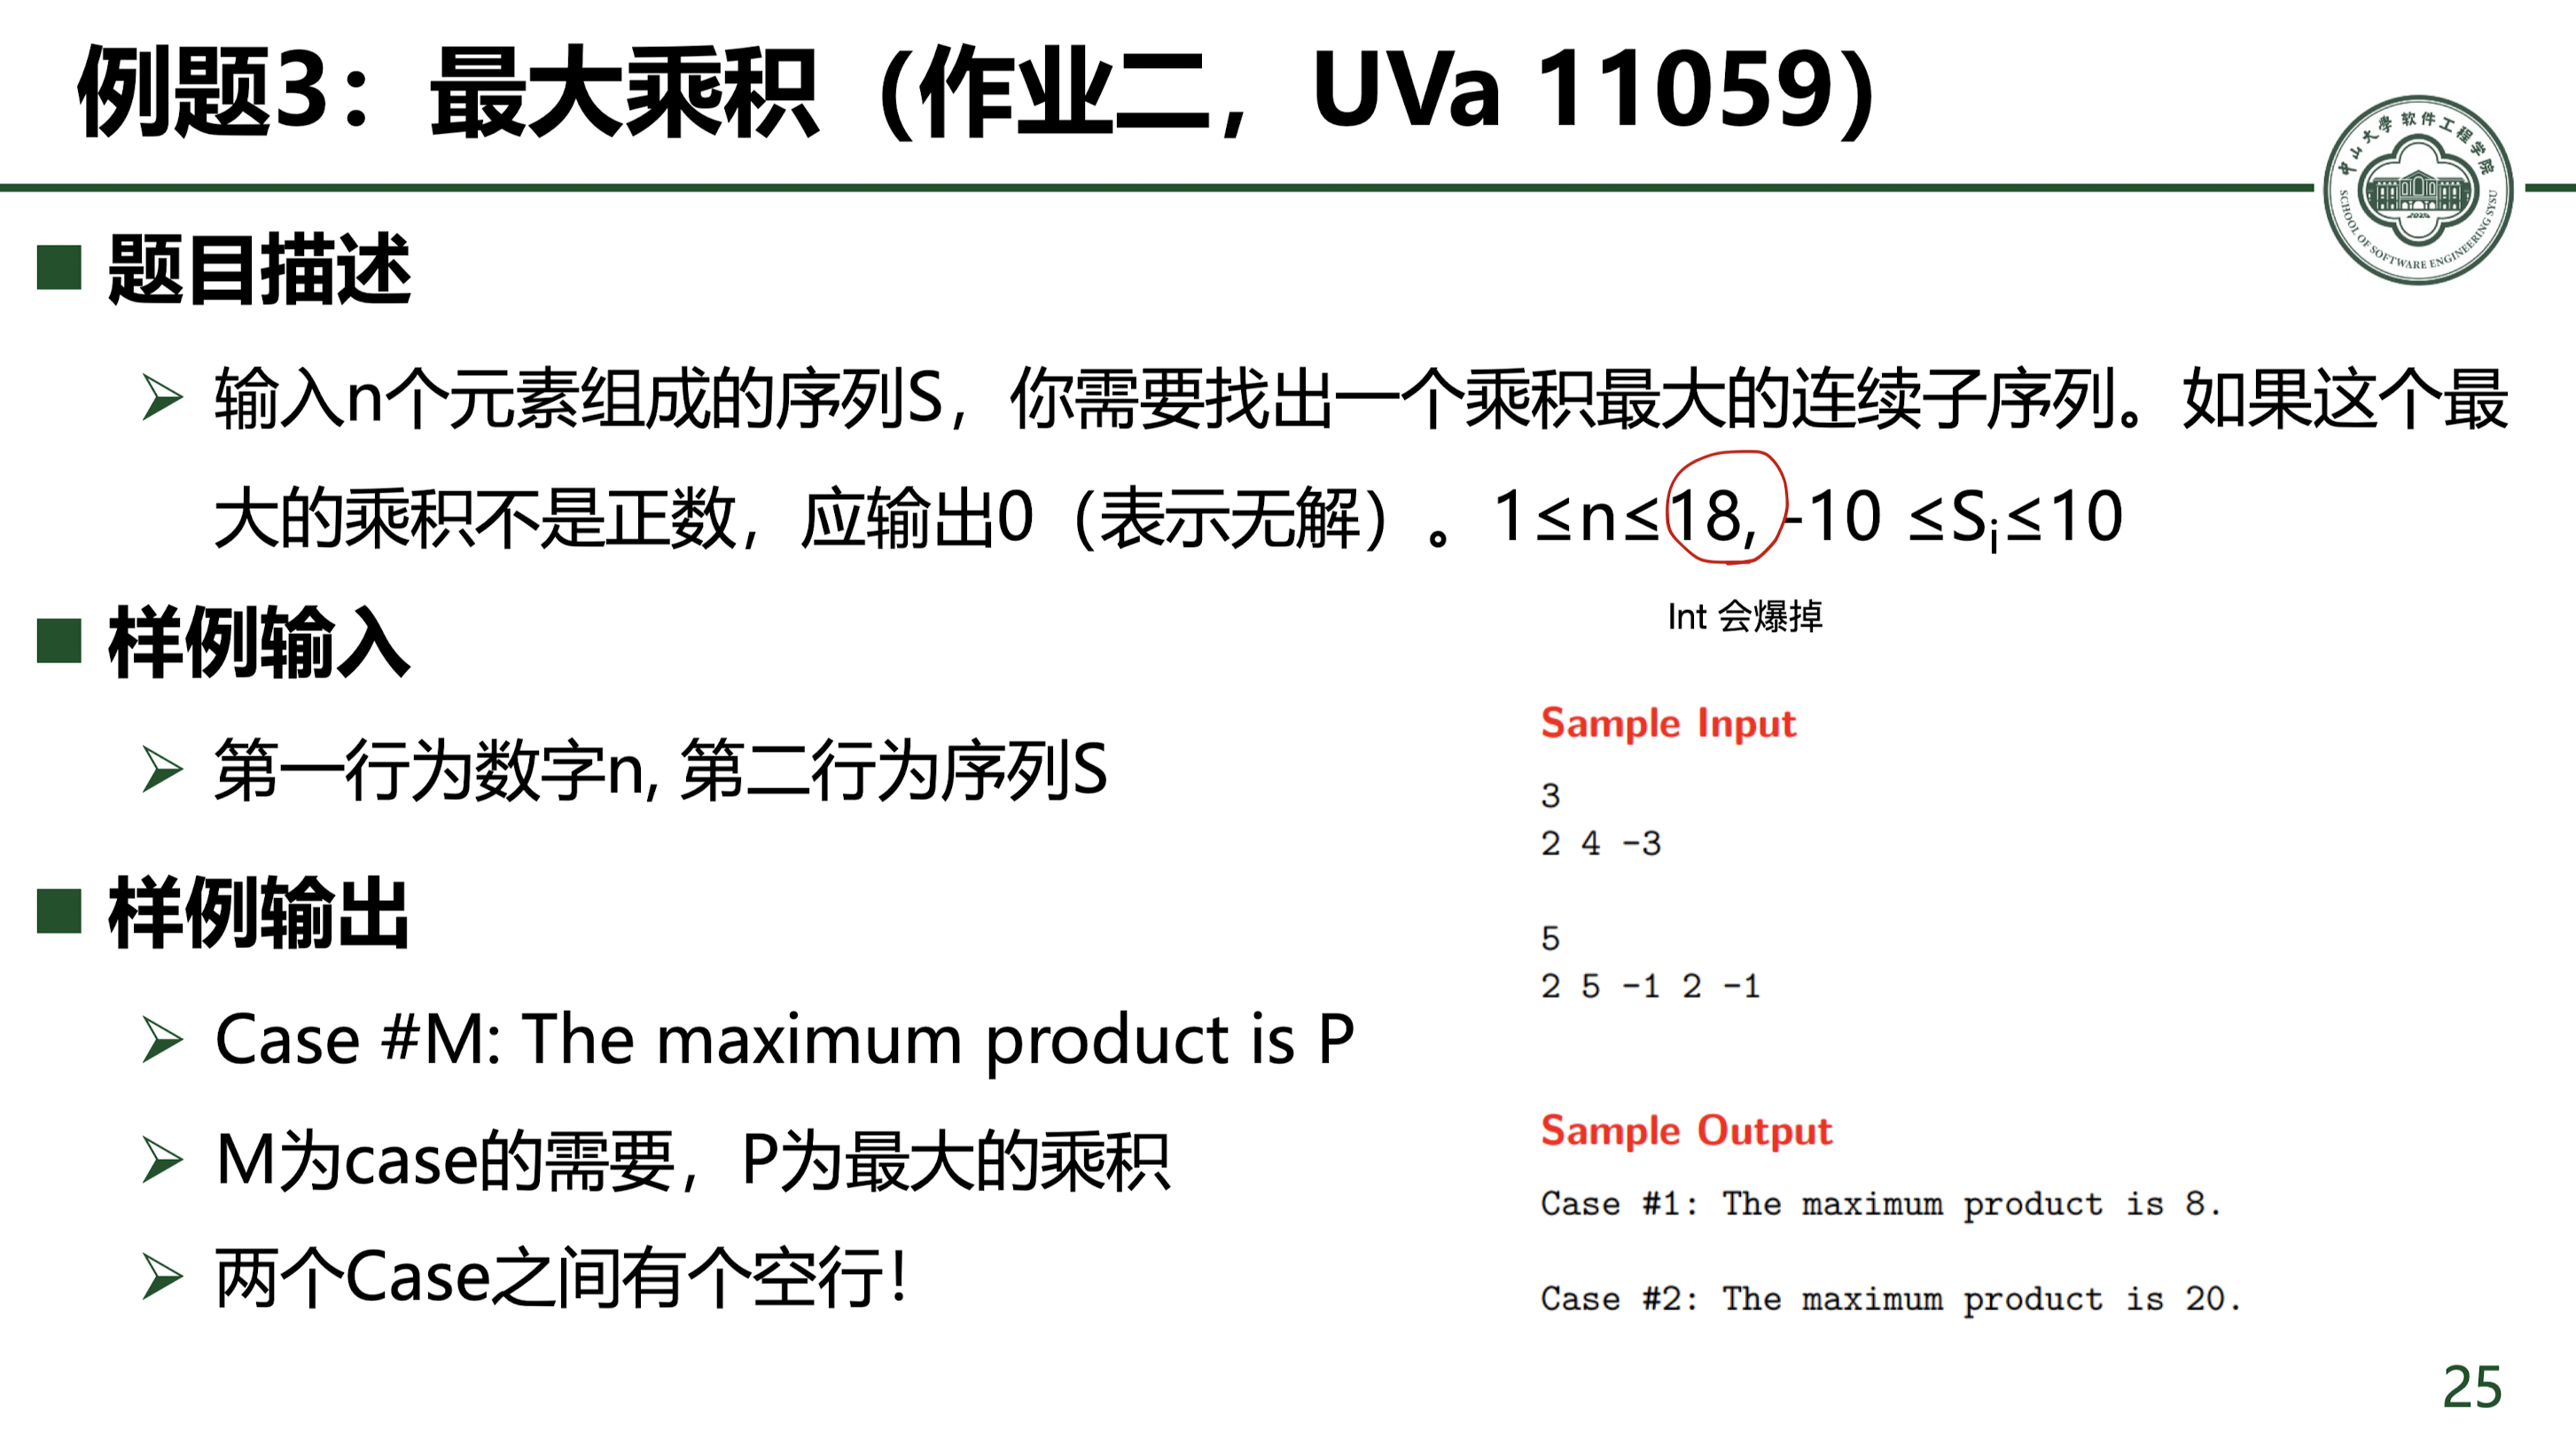 例题3：最大乘积（作业二，UVa 11059）
中山大学软件工程学院
SCHOOL OF SOFTWARE ENGINEERING SYSU
题目描述
输入n个元素组成的序列S，你需要找出一个乘积最大的连续子序列。如果这个最
大的乘积不是正数，应输出0（表示无解）。1≤n≤18, -10 ≤Sᵢ≤10
Int 会爆掉
样例输入
第一行为数字n, 第二行为序列S
样例输出
Case #M: The maximum product is P
M为case的需要，P为最大的乘积
两个Case之间有个空行！
Sample Input
3
2 4 -3
5
2 5 -1 2 -1
Sample Output
Case #1: The maximum product is 8.
Case #2: The maximum product is 20.
25